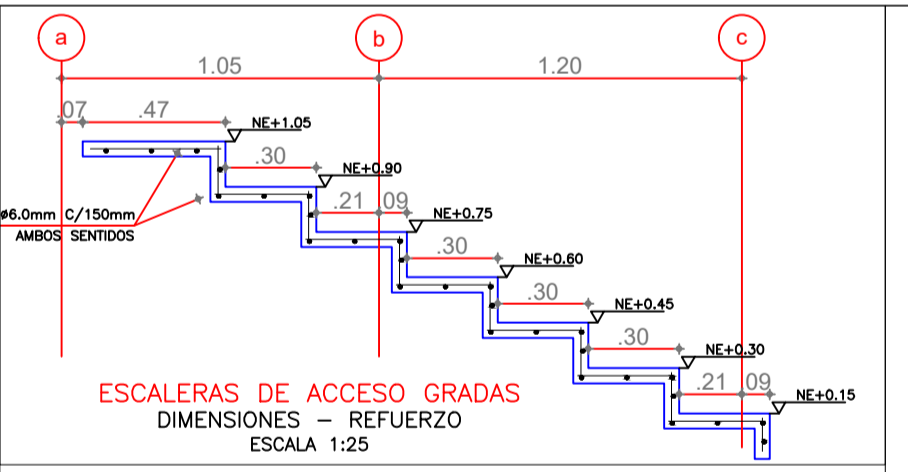 a
b
c
1.05
1.20
.07
.47
NE+1.05
.30
NE+0.90
.21
09
NE+0.75
ø6.0mm C/150mm
AMBOS SENTIDOS
.30
NE+0.60
.30
NE+0.45
.30
NE+0.30
.21
09
NE+0.15
ESCALERAS DE ACCESO GRADAS
DIMENSIONES – REFUERZO
ESCALA 1:25